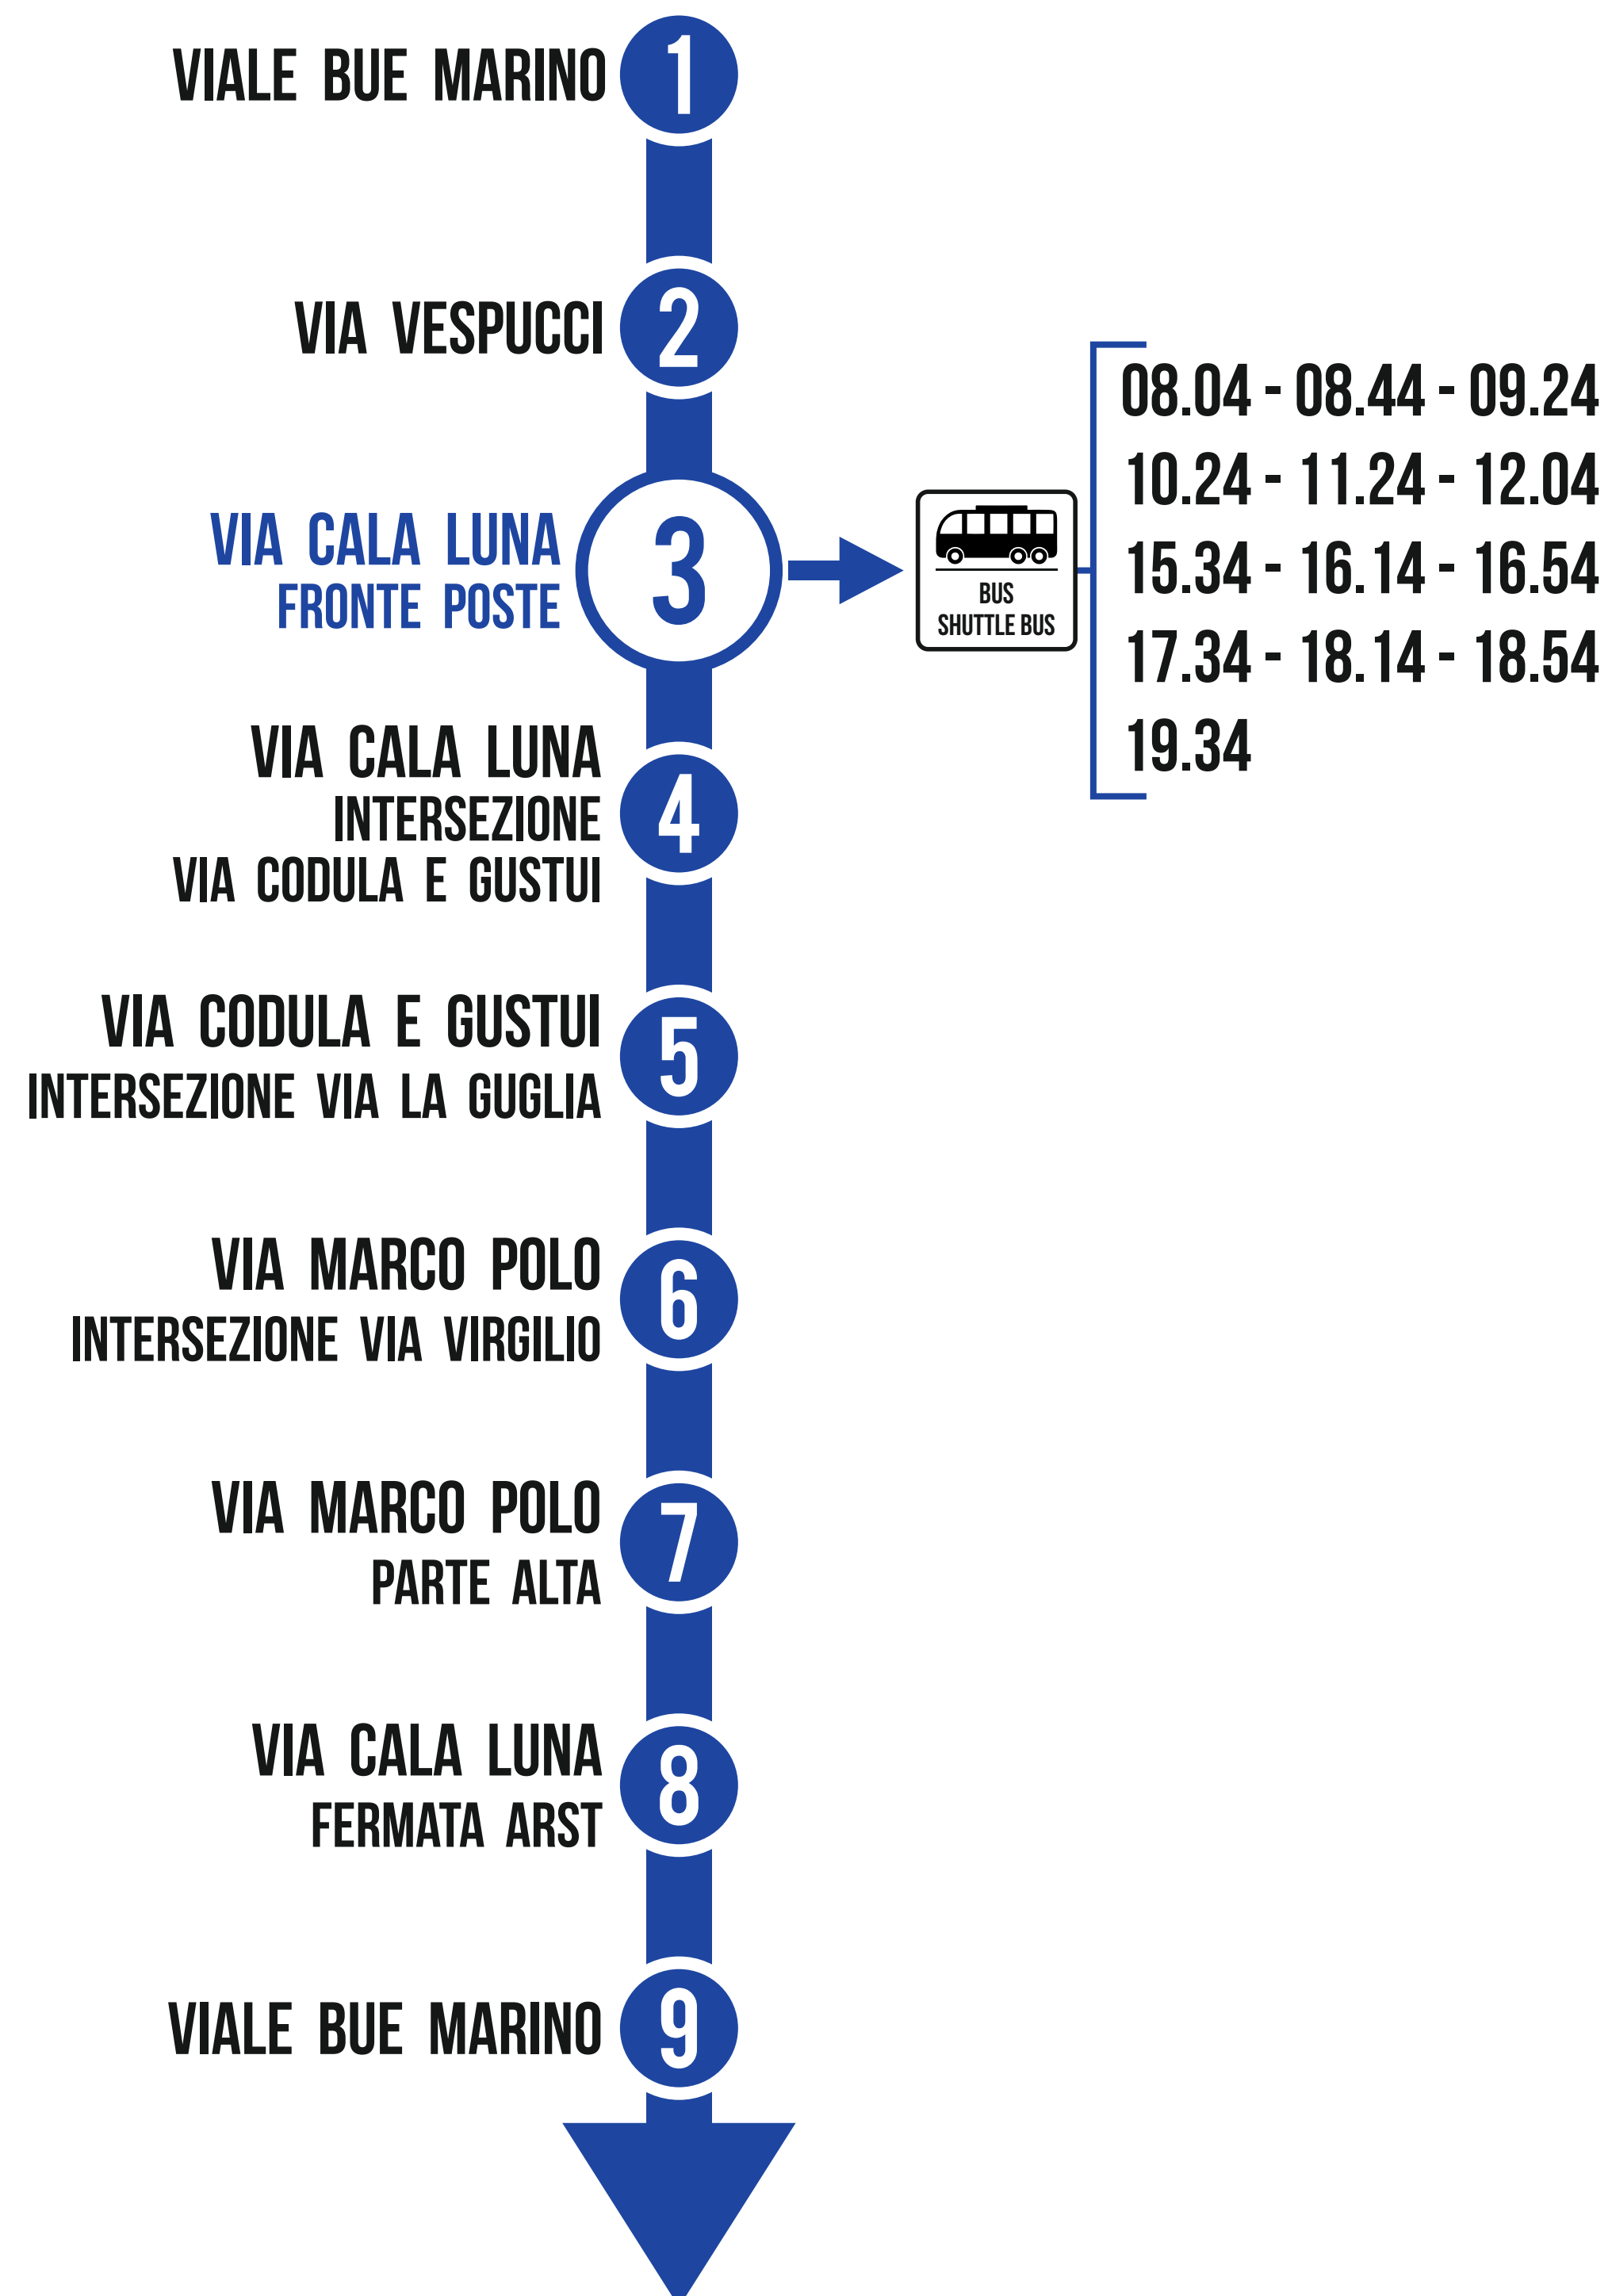 VIALE BUE MARINO
1
VIA VESPUCCI
2
VIA CALA LUNA
FRONTE POSTE
3
BUS
SHUTTLE BUS
08.04 - 08.44 - 09.24
10.24 - 11.24 - 12.04
15.34 - 16.14 - 16.54
17.34 - 18.14 - 18.54
19.34
VIA CALA LUNA
INTERSEZIONE
VIA CODULA E GUSTUI
4
VIA CODULA E GUSTUI
INTERSEZIONE VIA LA GUGLIA
5
VIA MARCO POLO
INTERSEZIONE VIA VIRGILIO
6
VIA MARCO POLO
PARTE ALTA
7
VIA CALA LUNA
FERMATA ARST
8
VIALE BUE MARINO
9